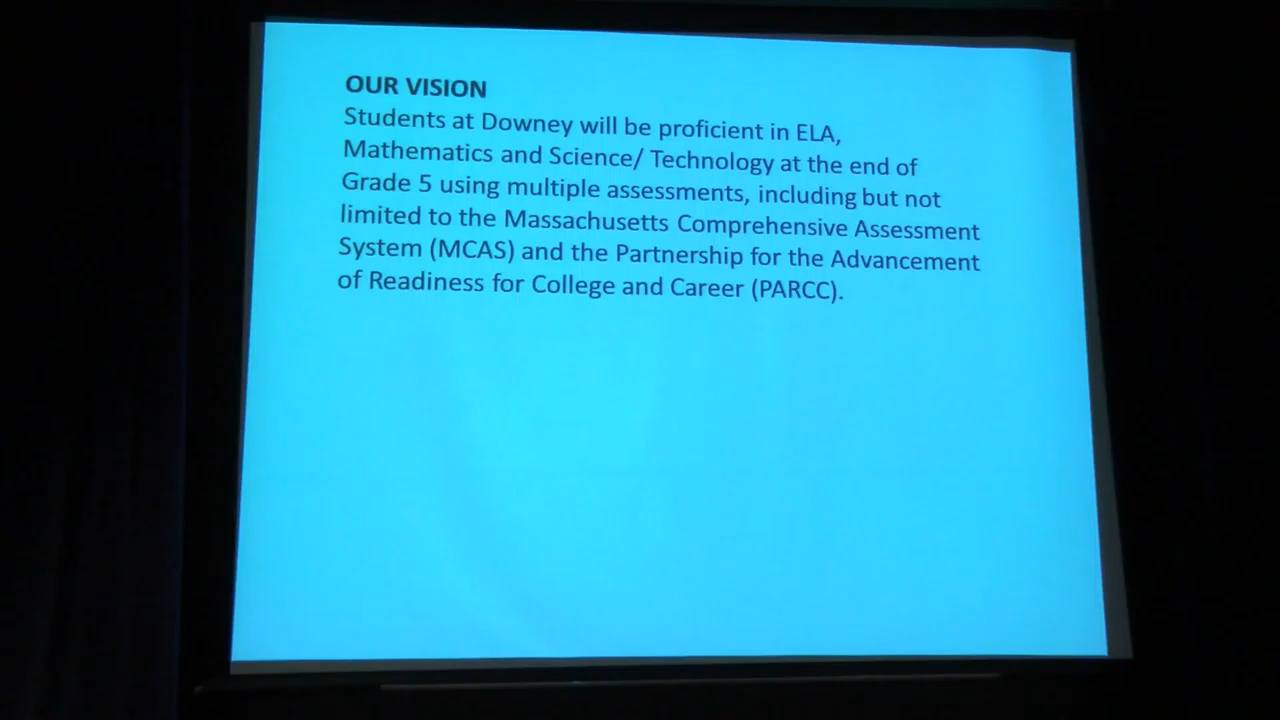 OUR VISION
Students at Downey will be proficient in ELA,
Mathematics and Science/ Technology at the end of
Grade 5 using multiple assessments, including but not
limited to the Massachusetts Comprehensive Assessment
System (MCAS) and the Partnership for the Advancement
of Readiness for College and Career (PARCC).